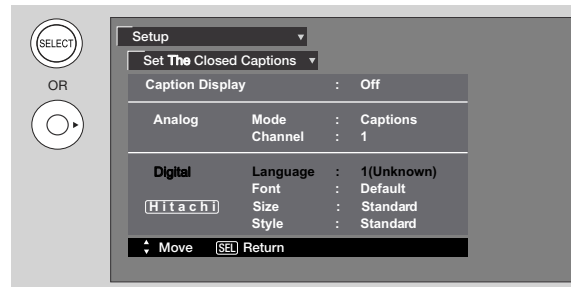 SELECT
OR
Setup
Set The Closed Captions
Caption Display : Off
Analog Mode : Captions
Channel : 1
Digital Language : 1(Unknown)
Font : Default
Hitachi Size : Standard
Style : Standard
Move SEL Return